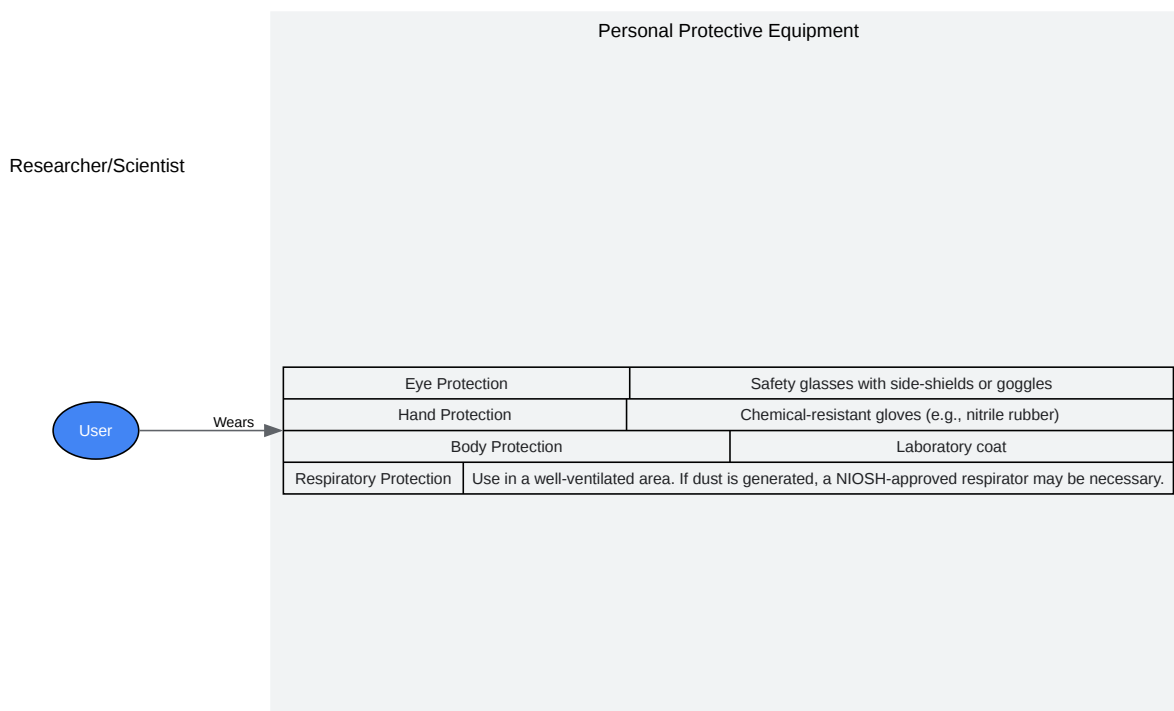 Personal Protective Equipment
Researcher/Scientist
User
Wears
Eye Protection Safety glasses with side-shields or goggles
Hand Protection Chemical-resistant gloves (e.g., nitrile rubber)
Body Protection Laboratory coat
Respiratory Protection Use in a well-ventilated area. If dust is generated, a NIOSH-approved respirator may be necessary.